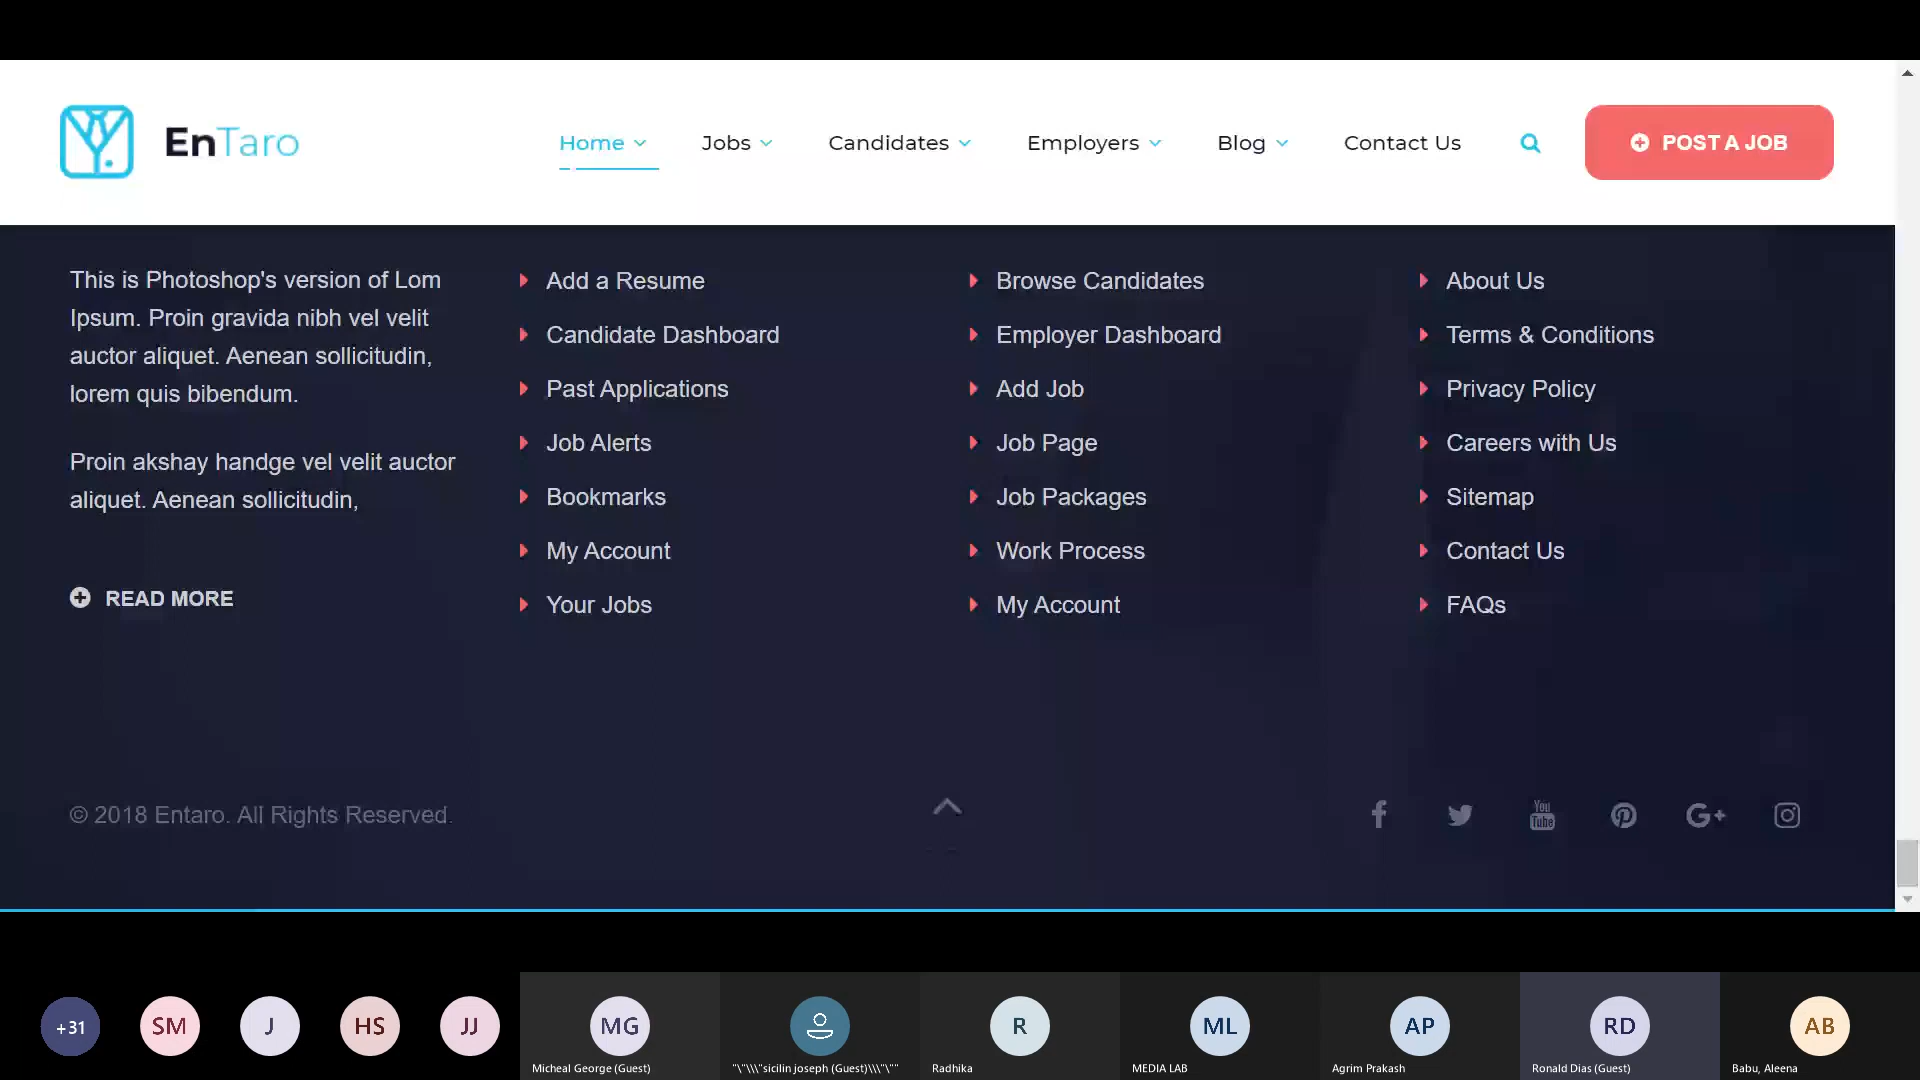 EnTaro
Home
Jobs
Candidates
Employers
Blog
Contact Us
POST A JOB
This is Photoshop's version of Lom
Ipsum. Proin gravida nibh vel velit
auctor aliquet. Aenean sollicitudin,
lorem quis bibendum.
Proin akshay handge vel velit auctor
aliquet. Aenean sollicitudin,
READ MORE
Add a Resume
Candidate Dashboard
Past Applications
Job Alerts
Bookmarks
My Account
Your Jobs
Browse Candidates
Employer Dashboard
Add Job
Job Page
Job Packages
Work Process
My Account
About Us
Terms & Conditions
Privacy Policy
Careers with Us
Sitemap
Contact Us
FAQs
© 2018 Entaro. All Rights Reserved.
You
Tube
G+
+31
SM
J
HS
JJ
MG
Micheal George (Guest)
"\"\\\"sicilin joseph (Guest)\\\"\""
R
Radhika
ML
MEDIA LAB
AP
Agrim Prakash
RD
Ronald Dias (Guest)
AB
Babu, Aleena